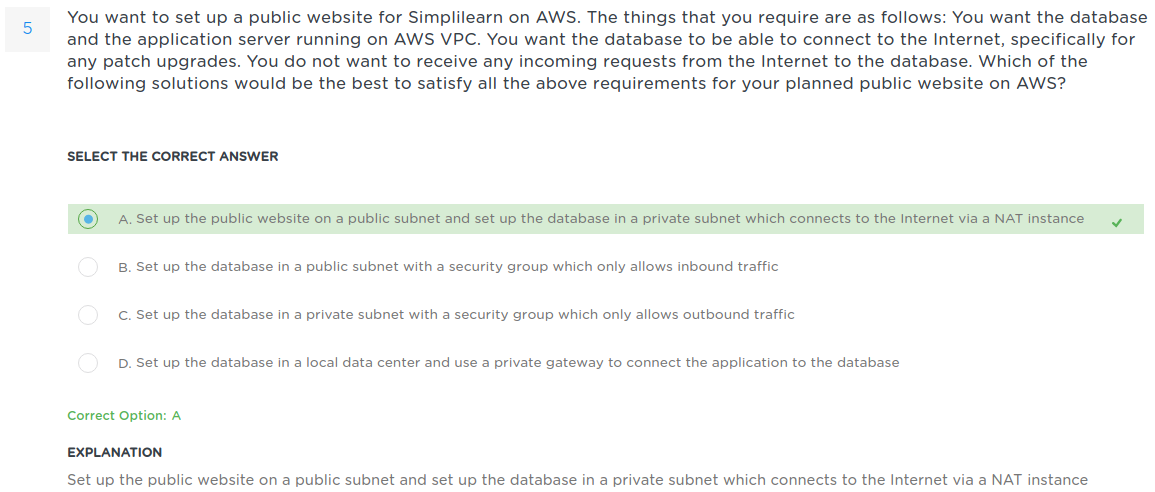 5
You want to set up a public website for Simplilearn on AWS. The things that you require are as follows: You want the database
and the application server running on AWS VPC. You want the database to be able to connect to the Internet, specifically for
any patch upgrades. You do not want to receive any incoming requests from the Internet to the database. Which of the
following solutions would be the best to satisfy all the above requirements for your planned public website on AWS?
SELECT THE CORRECT ANSWER
A. Set up the public website on a public subnet and set up the database in a private subnet which connects to the Internet via a NAT instance
B. Set up the database in a public subnet with a security group which only allows inbound traffic
C. Set up the database in a private subnet with a security group which only allows outbound traffic
D. Set up the database in a local data center and use a private gateway to connect the application to the database
Correct Option: A
EXPLANATION
Set up the public website on a public subnet and set up the database in a private subnet which connects to the Internet via a NAT instance